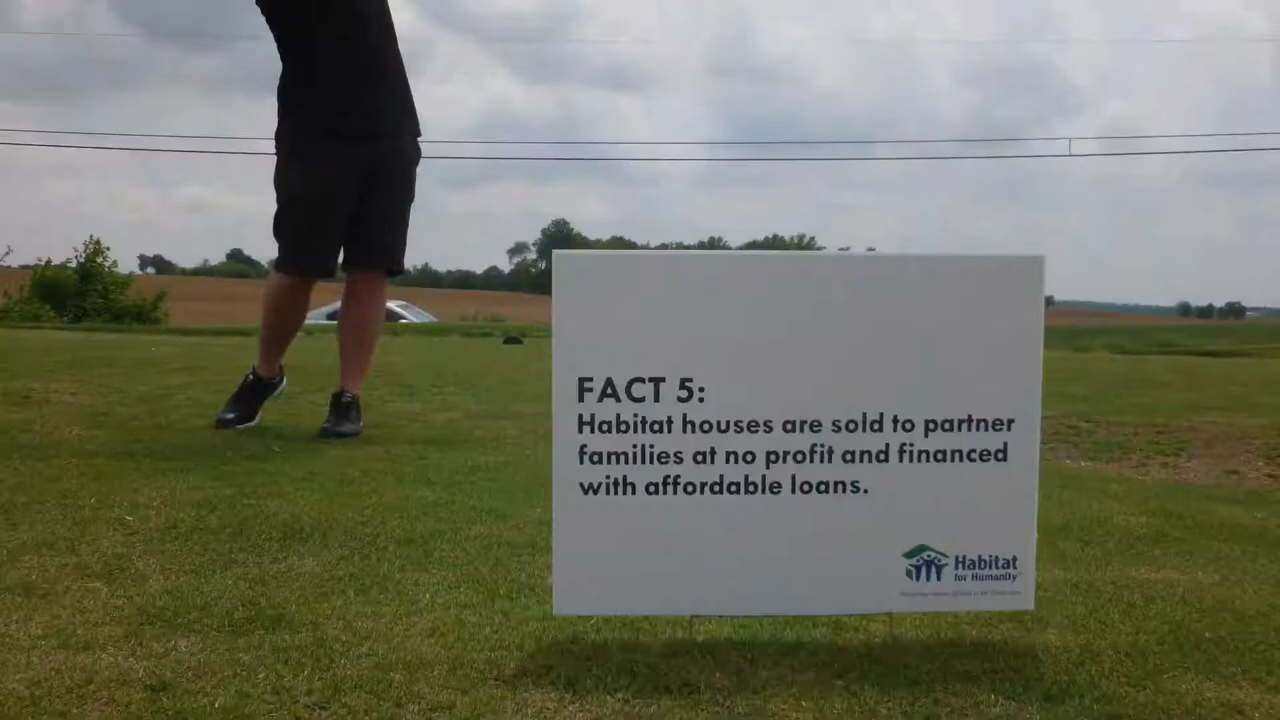 FACT 5:
Habitat houses are sold to partner
families at no profit and financed
with affordable loans.
Habitat
for Humanity